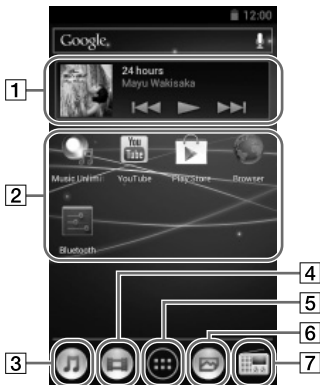 12:00
Google
1
24 hours
Mayu Wakisaka
2
Music Unlimited
YouTube
Play Store
Browser
Bluetooth
4
5
6
3
7